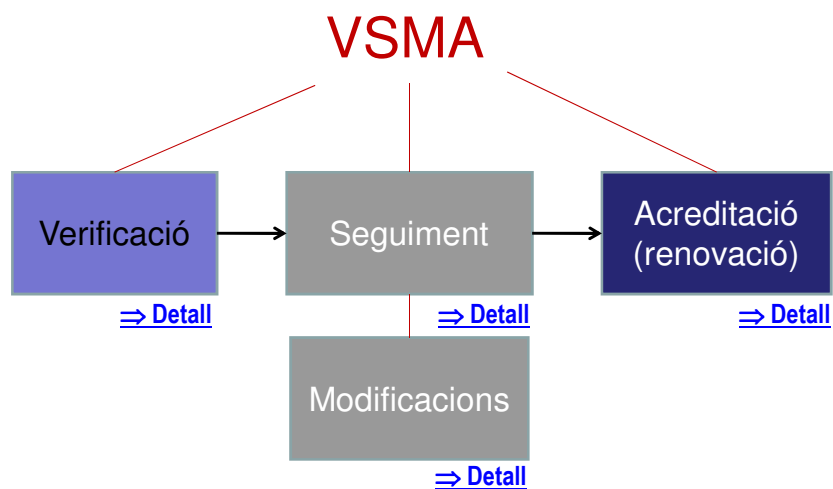 VSMA
Verificació
Seguiment
Acreditació
(renovació)
⇒ Detall
⇒ Detall
⇒ Detall
Modificacions
⇒ Detall